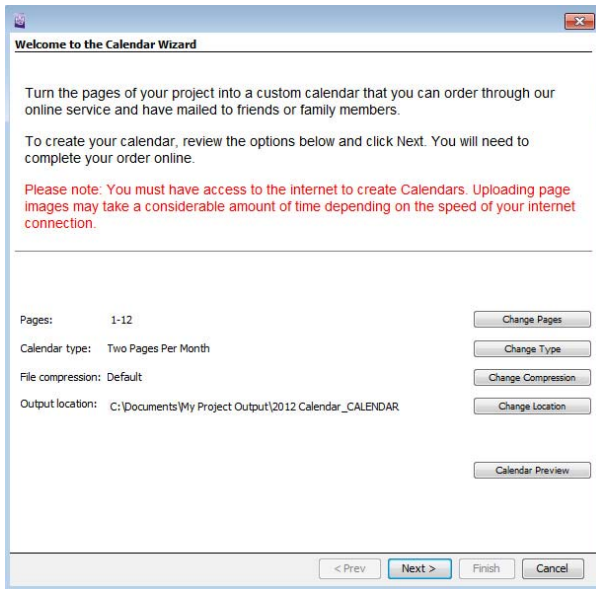 Welcome to the Calendar Wizard
Turn the pages of your project into a custom calendar that you can order through our
online service and have mailed to friends or family members.
To create your calendar, review the options below and click Next. You will need to
complete your order online.
Please note: You must have access to the internet to create Calendars. Uploading page
images may take a considerable amount of time depending on the speed of your internet
connection.
Pages: 1-12 Change Pages
Calendar type: Two Pages Per Month Change Type
File compression: Default Change Compression
Output location: C:\Documents\My Project Output\2012 Calendar_CALENDAR Change Location
Calendar Preview
< Prev Next > Finish Cancel